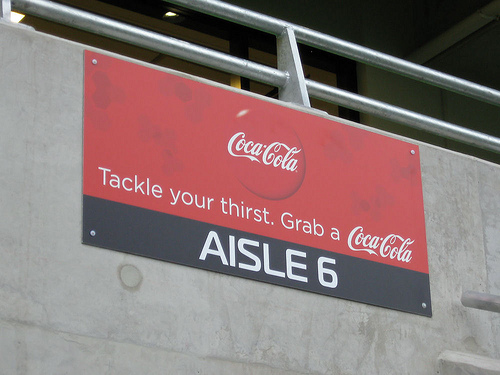 Coca-Cola
Tackle your thirst. Grab a Coca-Cola
AISLE 6